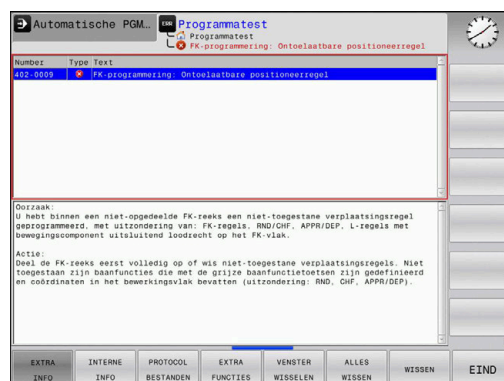 Automatische PGM…
ERR
Programmatest
Programmatest
FK-programmering: Ontoelaatbare positioneerregel
Number Type Text
402-0009 FK-programmering: Ontoelaatbare positioneerregel
Oorzaak:
U hebt binnen een niet-opgedeelde FK-reeks een niet-toegestane verplaatsingsregel
geprogrammeerd, met uitzondring van: FK-regels, RND/CHF, APPR/DEP, L-regels met
bewegingscomponent uitsluitend loodrecht op het FK-vlak.
Actie:
Deel de FK-reeks eerst volledig op of wis niet-toegestane verplaatsingsregels. Niet
toegestaan zijn baanfuncties die met de grijze baanfunctietoetsen zijn gedefinieerd
en coördinaten in het bewerkingsvlak bevatten (uitzondering: RND, CHF, APPR/DEP).
EXTRA INFO
INTERNE INFO
PROTOCOL BESTANDEN
EXTRA FUNCTIES
VENSTER WISSELEN
ALLES WISSEN
WISSEN
EIND